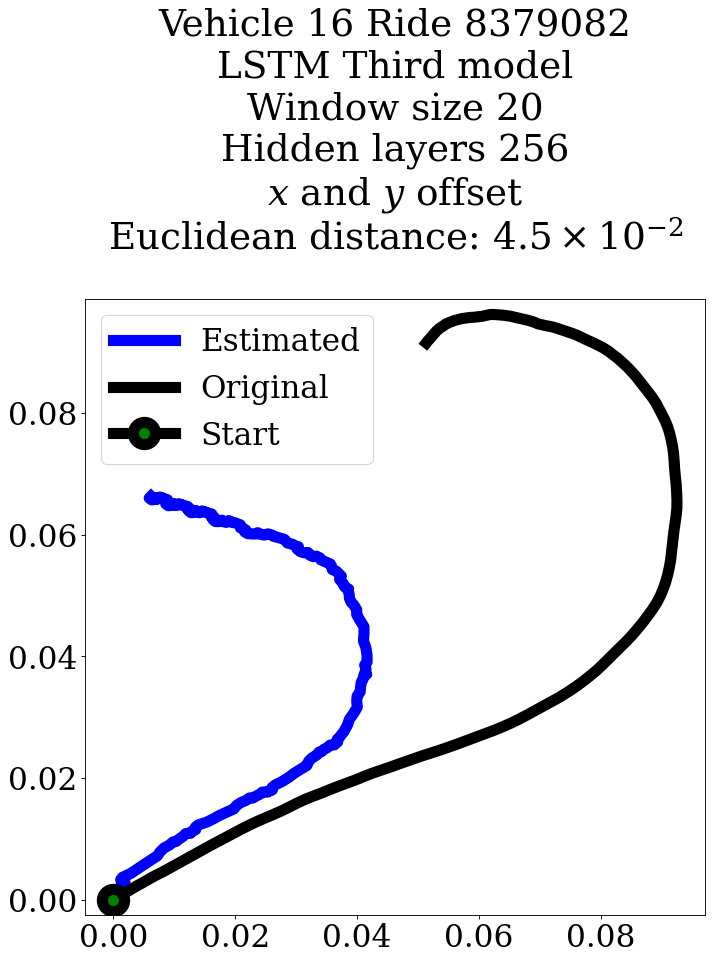 Vehicle 16 Ride 8379082
LSTM Third model
Window size 20
Hidden layers 256
x and y offset
Euclidean distance: 4.5 × 10⁻²
Estimated
Original
Start
0.08
0.06
0.04
0.02
0.00
0.00 0.02 0.04 0.06 0.08